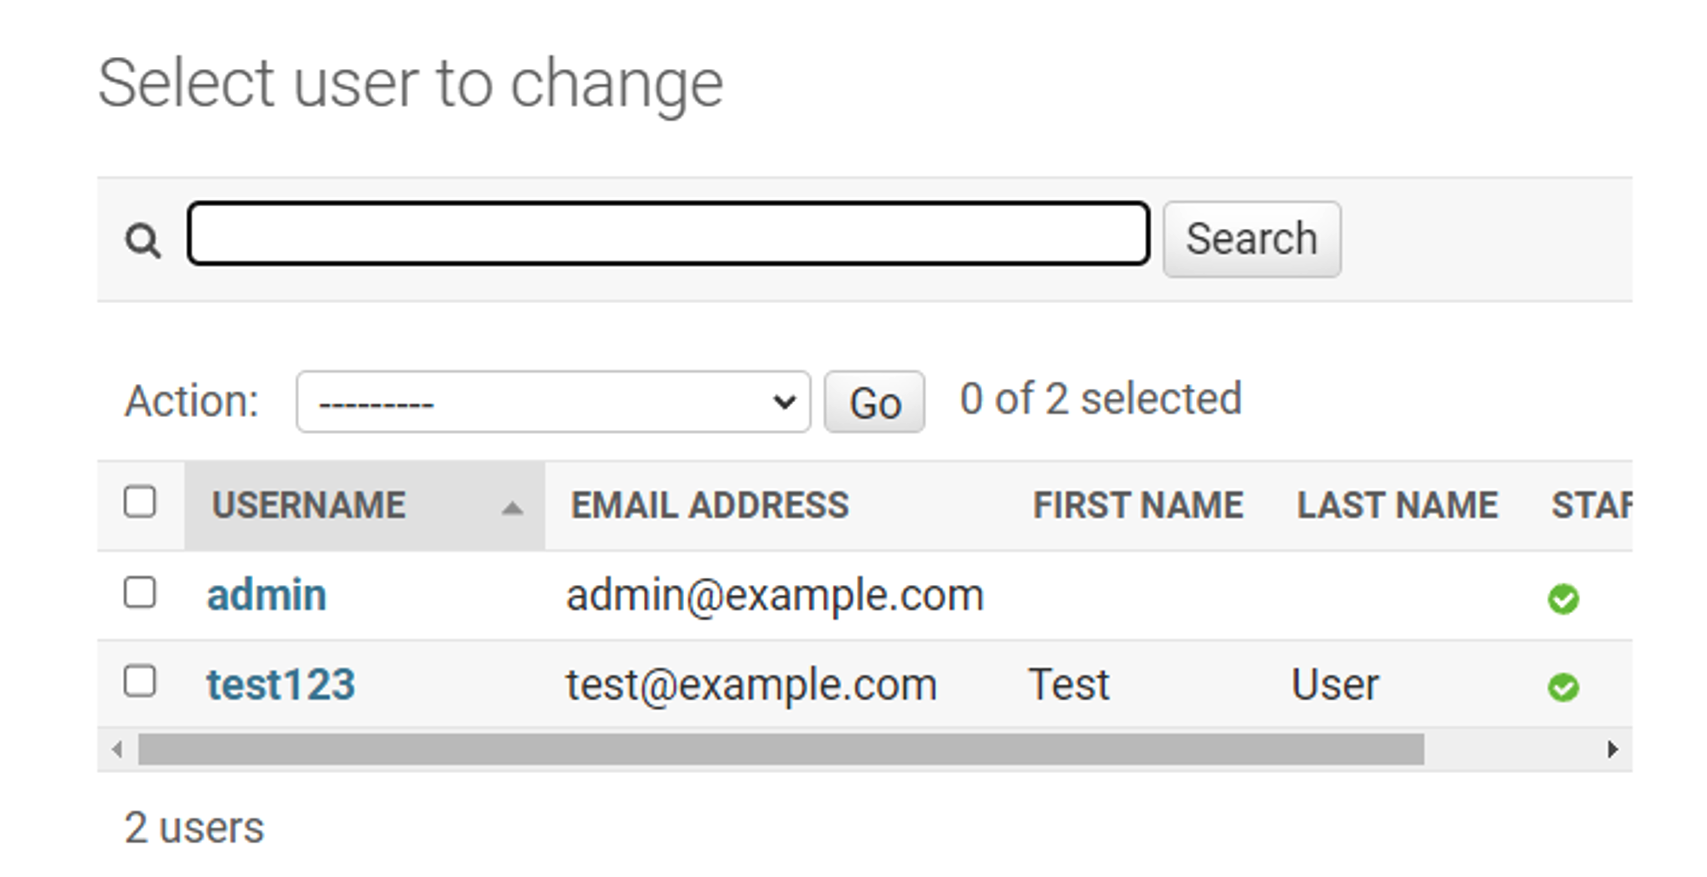 Select user to change
Search
Action: --------- Go 0 of 2 selected
USERNAME EMAIL ADDRESS FIRST NAME LAST NAME STAF
admin admin@example.com
test123 test@example.com Test User
2 users